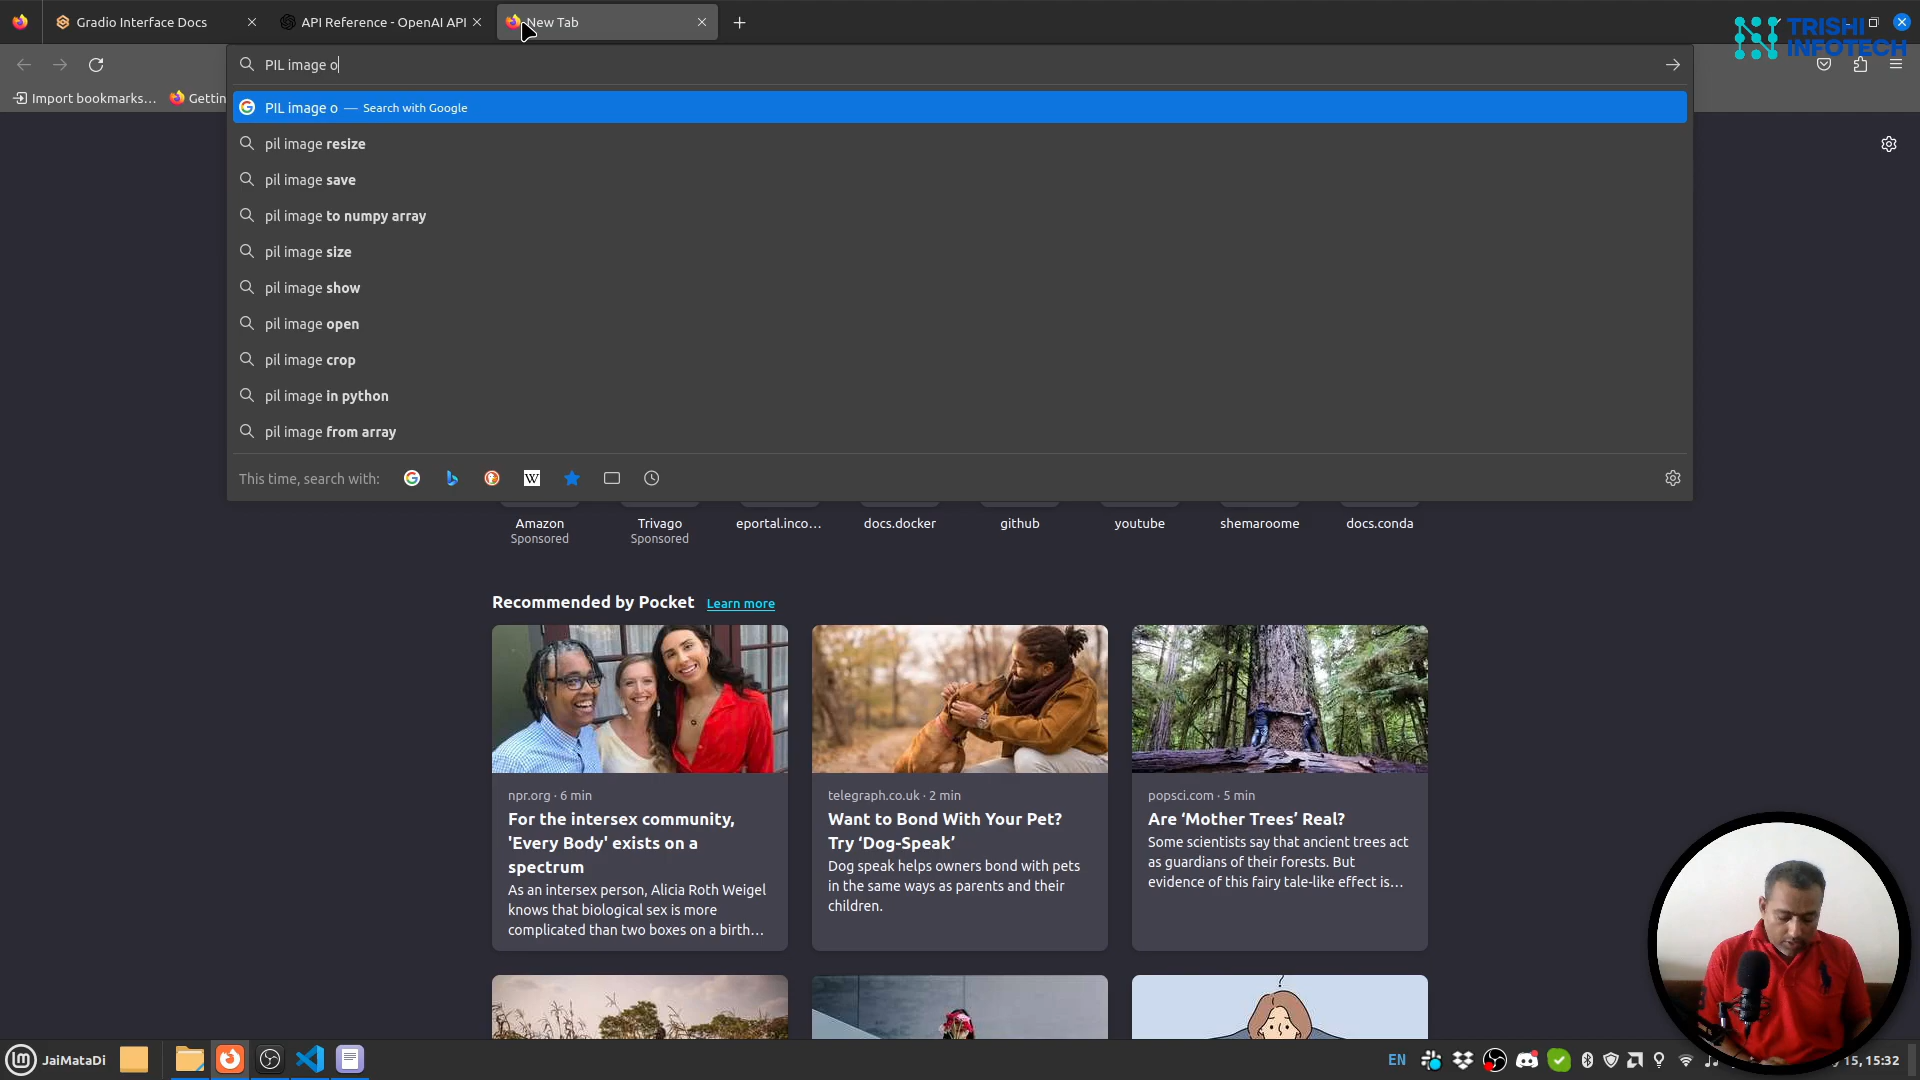 Gradio Interface Docs
API Reference - OpenAI API
New Tab
TRISHI
INFOTECH
PIL image o
Import bookmarks...
Gettin
PIL image o — Search with Google
pil image resize
pil image save
pil image to numpy array
pil image size
pil image show
pil image open
pil image crop
pil image in python
pil image from array
This time, search with:
Amazon
Sponsored
Trivago
Sponsored
eportal.inco...
docs.docker
github
youtube
shemaroome
docs.conda
Recommended by Pocket Learn more
npr.org · 6 min
For the intersex community,
'Every Body' exists on a
spectrum
As an intersex person, Alicia Roth Weigel
knows that biological sex is more
complicated than two boxes on a birth...
telegraph.co.uk · 2 min
Want to Bond With Your Pet?
Try ‘Dog-Speak’
Dog speak helps owners bond with pets
in the same ways as parents and their
children.
popsci.com · 5 min
Are ‘Mother Trees’ Real?
Some scientists say that ancient trees act
as guardians of their forests. But
evidence of this fairy tale-like effect is...
JaiMataDi
EN
15, 15:32